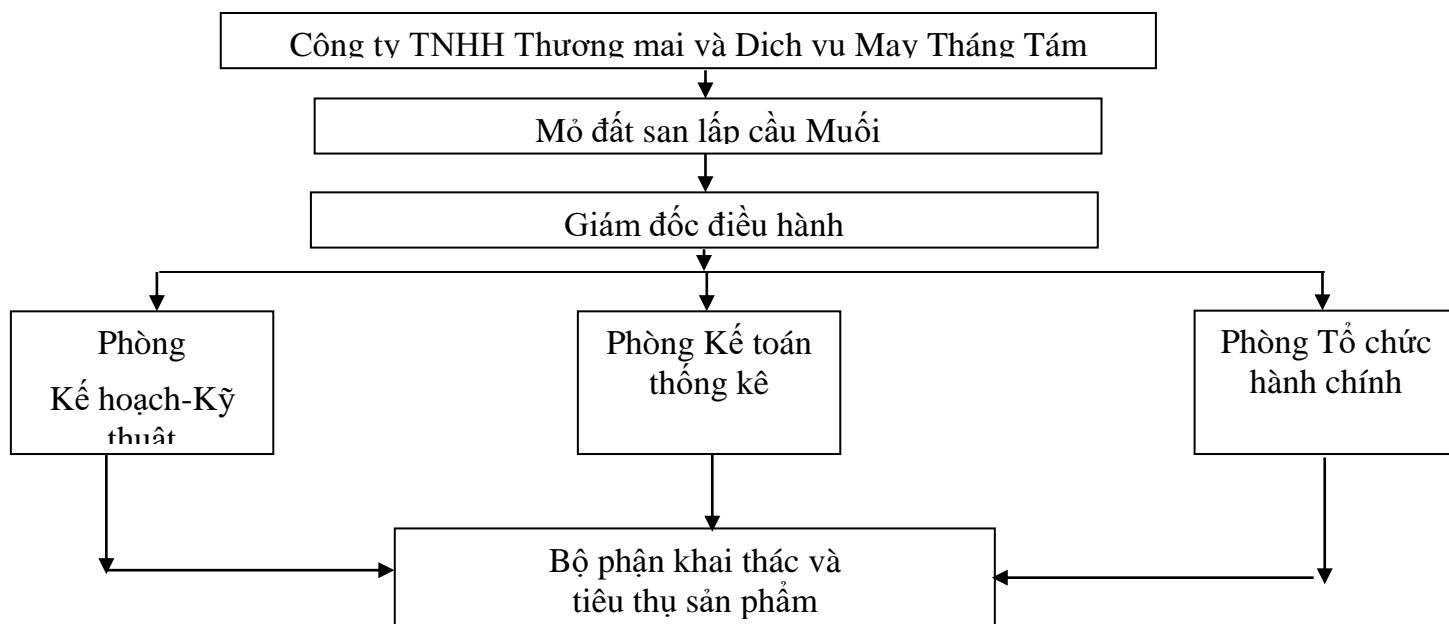 Công ty TNHH Thương mại và Dịch vụ May Tháng Tám
Mỏ đất san lấp cầu Muối
Giám đốc điều hành
Phòng
Kế hoạch-Kỹ
thuật
Phòng Kế toán
thống kê
Phòng Tổ chức
hành chính
Bộ phận khai thác và
tiêu thụ sản phẩm